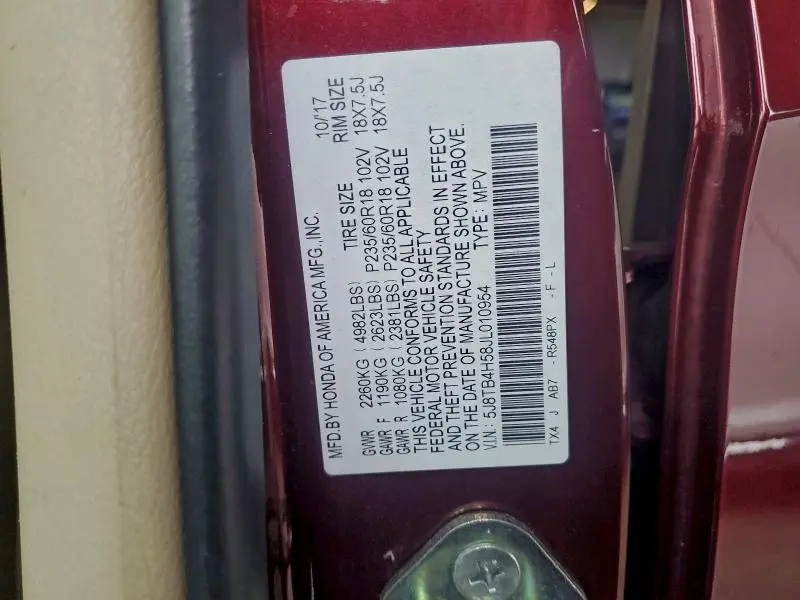 MFD.BY HONDA OF AMERICA MFG.,INC. 10/17
TIRE SIZE RIM SIZE
GVWR 2260KG ( 4982LBS)
GAWR F 1190KG ( 2623LBS) P235/60R18 102V 18X7.5J
GAWR R 1080KG ( 2381LBS) P235/60R18 102V 18X7.5J
THIS VEHICLE CONFORMS TO ALL APPLICABLE
FEDERAL MOTOR VEHICLE SAFETY
AND THEFT PREVENTION STANDARDS IN EFFECT
ON THE DATE OF MANUFACTURE SHOWN ABOVE.
V.I.N.: 5J8TB4H58JL010954 TYPE: MPV
TX4 J AB7 - R548PX - F - L